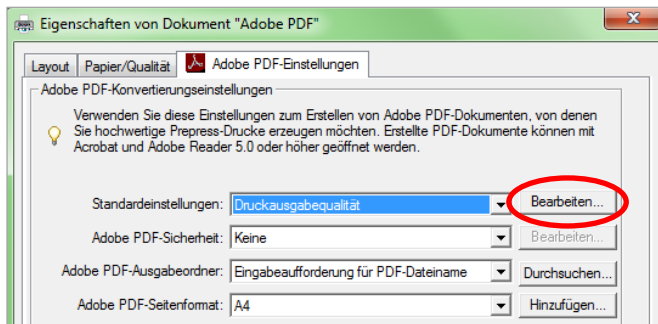 Eigenschaften von Dokument "Adobe PDF"
Layout Papier/Qualität Adobe PDF-Einstellungen
Adobe PDF-Konvertierungseinstellungen
Verwenden Sie diese Einstellungen zum Erstellen von Adobe PDF-Dokumenten, von denen
Sie hochwertige Prepress-Drucke erzeugen möchten. Erstellte PDF-Dokumente können mit
Acrobat und Adobe Reader 5.0 oder höher geöffnet werden.
Standardeinstellungen: Druckausgabequalität Bearbeiten...
Adobe PDF-Sicherheit: Keine Bearbeiten...
Adobe PDF-Ausgabeordner: Eingabeaufforderung für PDF-Dateiname Durchsuchen...
Adobe PDF-Seitenformat: A4 Hinzufügen...